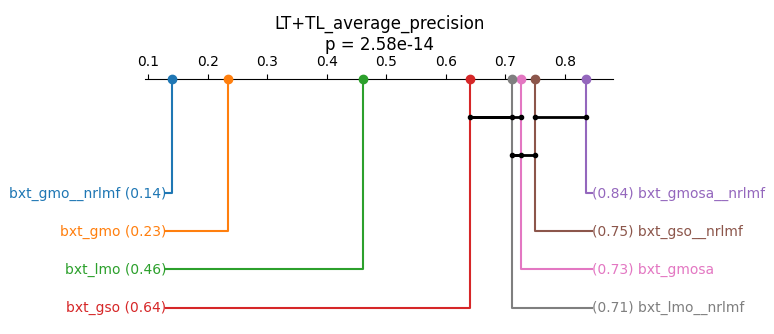 LT+TL_average_precision
p = 2.58e-14
0.1 0.2 0.3 0.4 0.5 0.6 0.7 0.8
bxt_gmo__nrlmf (0.14)
(0.84) bxt_gmosa__nrlmf
bxt_gmo (0.23)
(0.75) bxt_gso__nrlmf
bxt_lmo (0.46)
(0.73) bxt_gmosa
bxt_gso (0.64)
(0.71) bxt_lmo__nrlmf